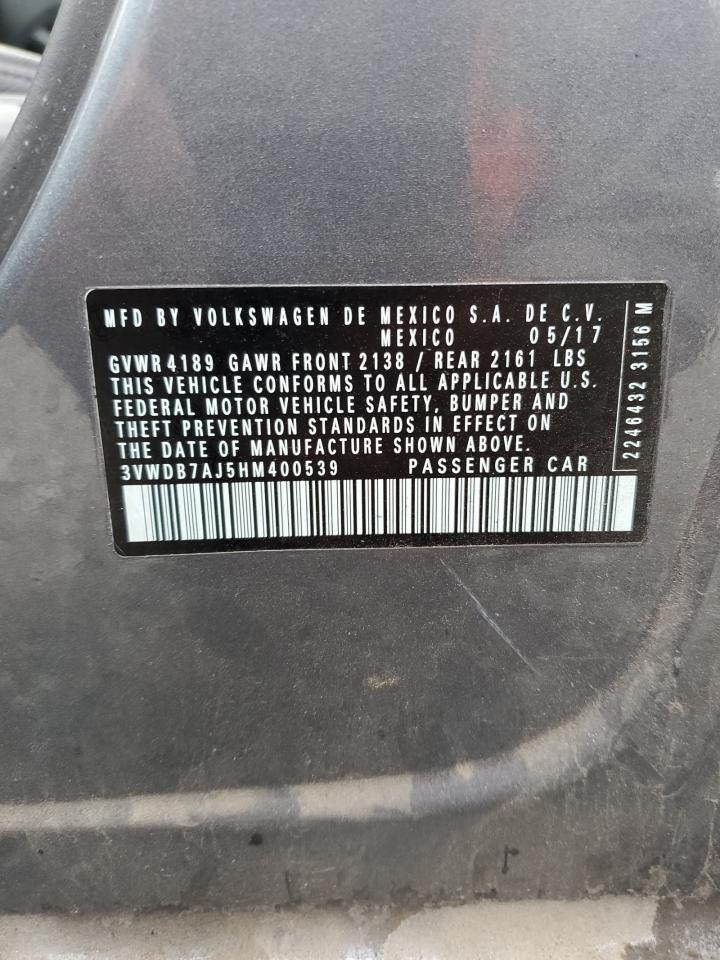 MFD BY VOLKSWAGEN DE MEXICO S.A. DE C.V.
MEXICO 05/17
GVWR 4189 GAWR FRONT 2138 / REAR 2161 LBS
THIS VEHICLE CONFORMS TO ALL APPLICABLE U.S.
FEDERAL MOTOR VEHICLE SAFETY, BUMPER AND
THEFT PREVENTION STANDARDS IN EFFECT ON
THE DATE OF MANUFACTURE SHOWN ABOVE.
3VWDB7AJ5HM400539 PASSENGER CAR
2246432 3156 M